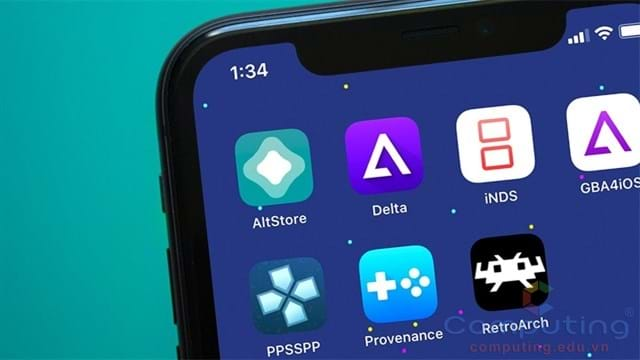 1:34
AltStore
Delta
iNDS
GBA4iOS
PPSSPP
Provenance
RetroArch
Computing®
computing.edu.vn